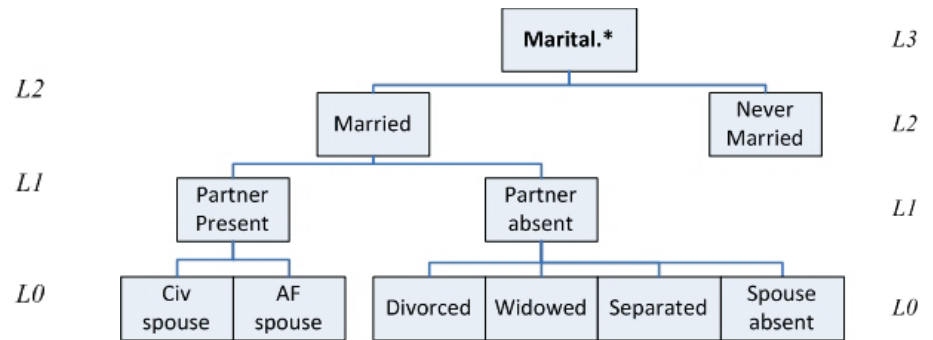 Marital.*
L3
L2
Married
Never
Married
L2
L1
Partner
Present
Partner
absent
L1
L0
Civ
spouse
AF
spouse
Divorced
Widowed
Separated
Spouse
absent
L0